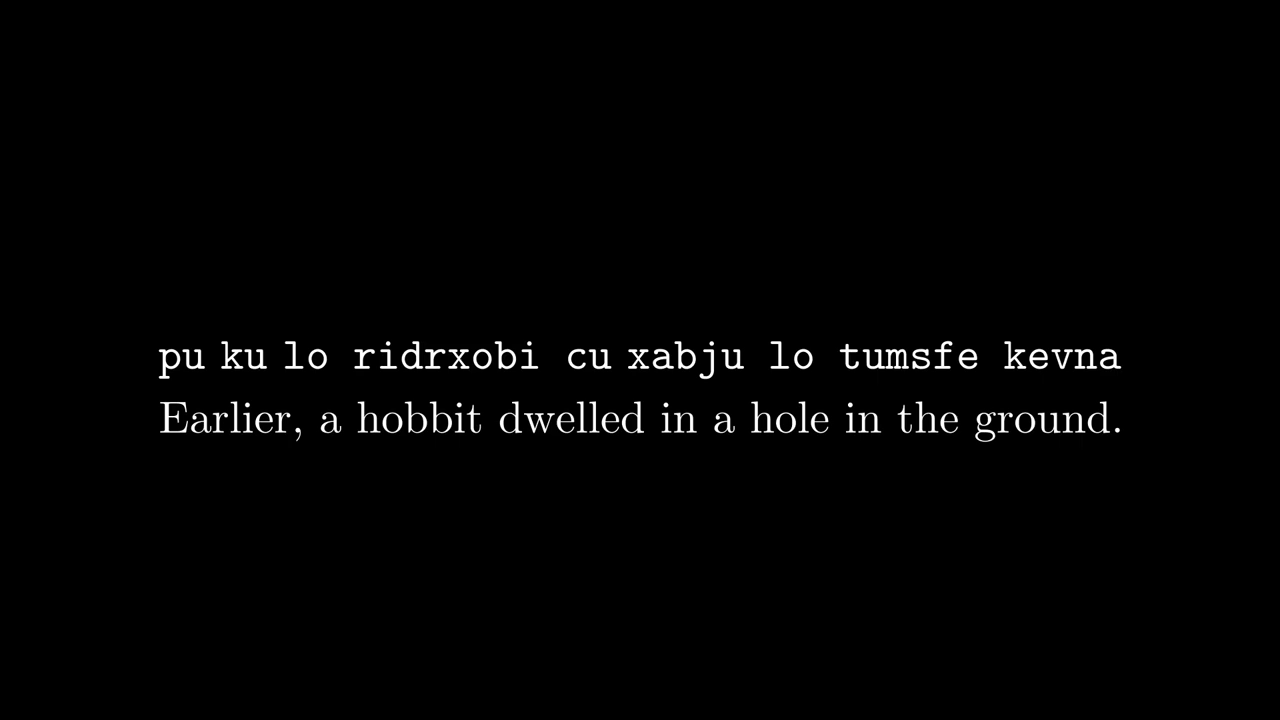 pu ku lo ridrxobi cu xabju lo tumsfe kevna
Earlier, a hobbit dwelled in a hole in the ground.